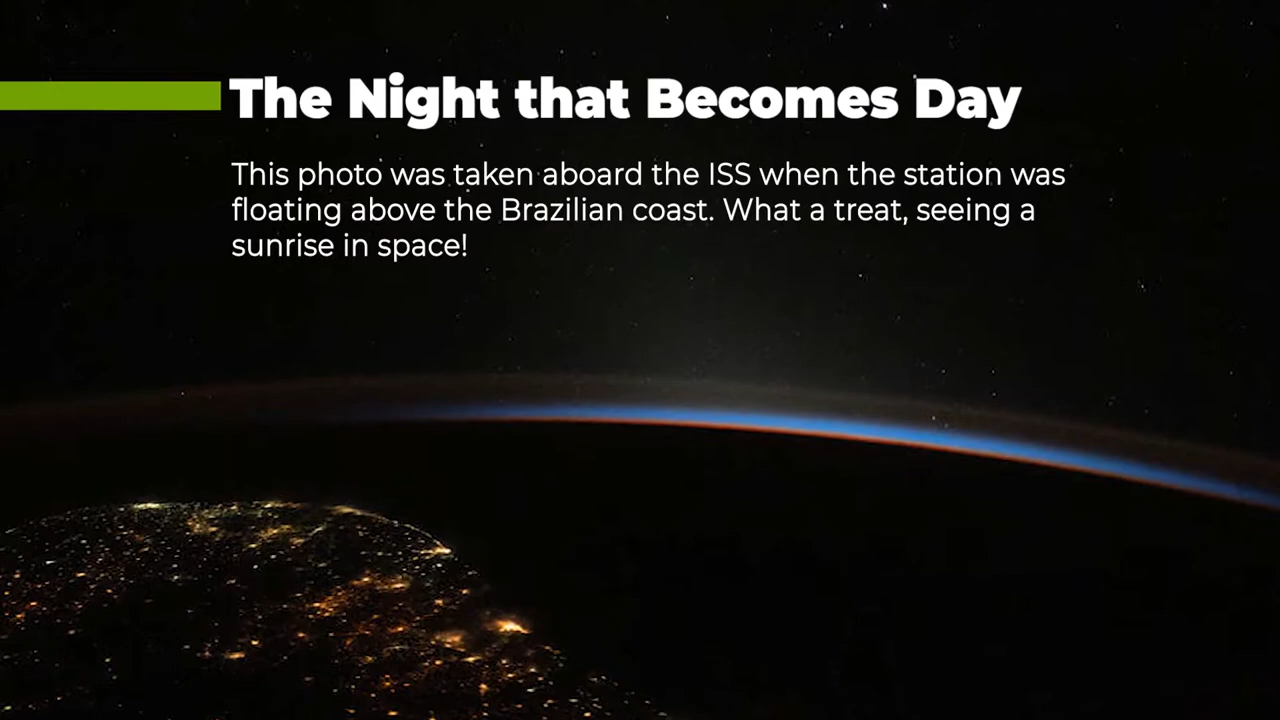 The Night that Becomes Day
This photo was taken aboard the ISS when the station was
floating above the Brazilian coast. What a treat, seeing a
sunrise in space!